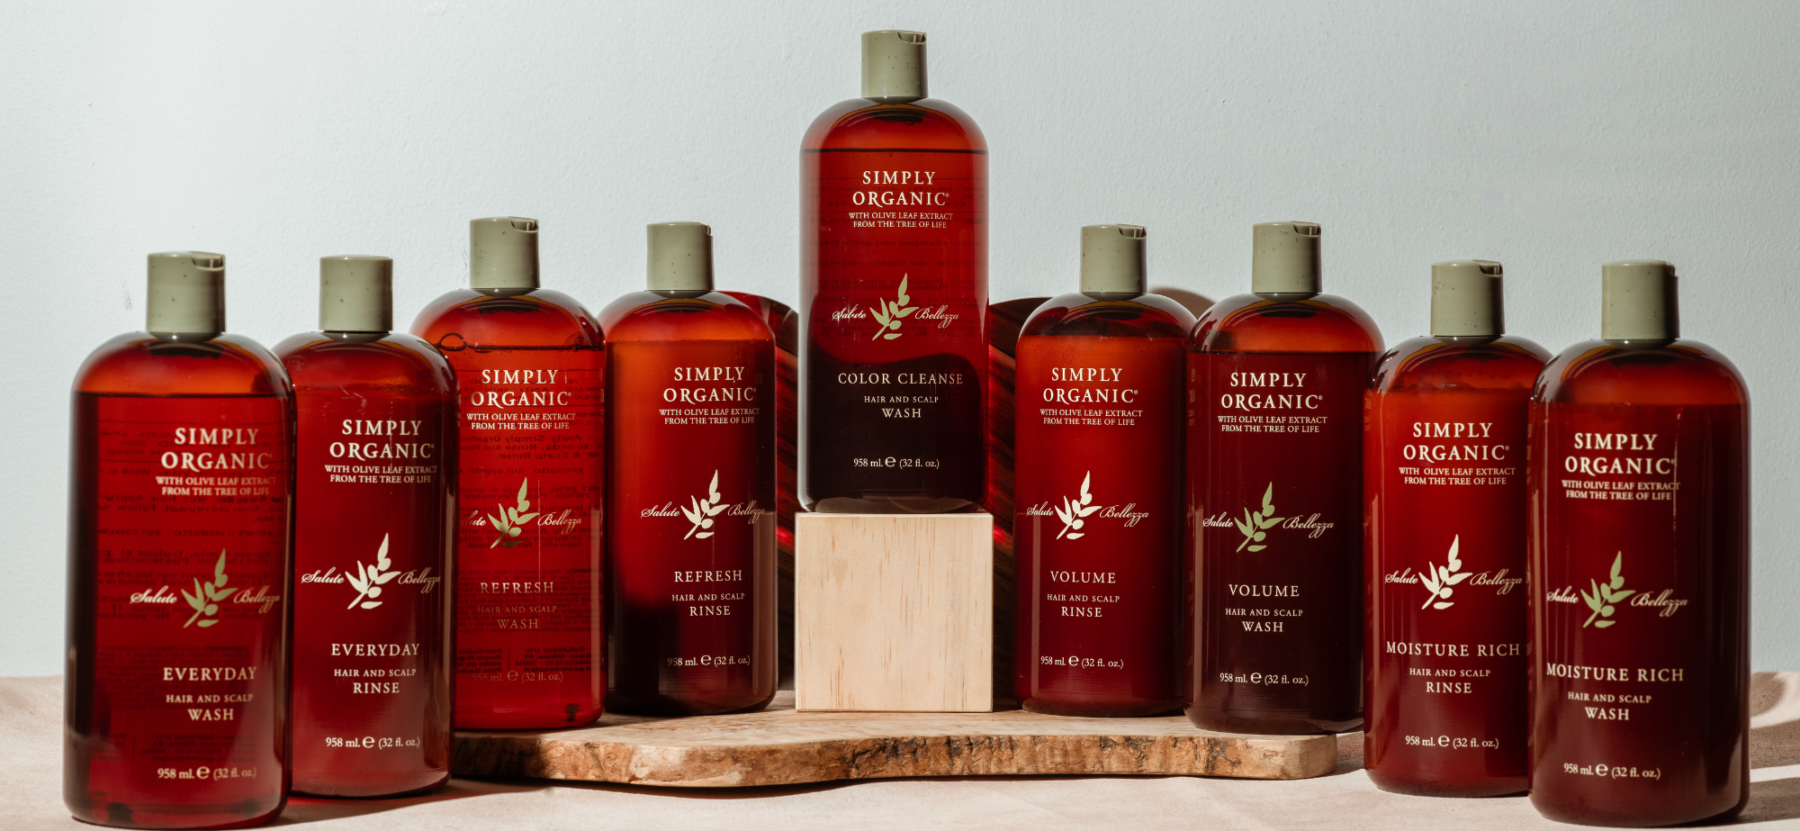 SIMPLY
ORGANIC
WITH OLIVE LEAF EXTRACT
FROM THE TREE OF LIFE
Salute Bellezza
EVERYDAY
HAIR AND SCALP
WASH
958 ml. e (32 fl. oz.)
SIMPLY
ORGANIC®
WITH OLIVE LEAF EXTRACT
FROM THE TREE OF LIFE
Salute Bellezza
EVERYDAY
HAIR AND SCALP
RINSE
958 ml. e (32 fl. oz.)
SIMPLY
ORGANIC®
WITH OLIVE LEAF EXTRACT
FROM THE TREE OF LIFE
Salute Bellezza
REFRESH
HAIR AND SCALP
WASH
958 ml. e (32 fl. oz.)
SIMPLY
ORGANIC®
WITH OLIVE LEAF EXTRACT
FROM THE TREE OF LIFE
Salute Bellezza
REFRESH
HAIR AND SCALP
RINSE
958 ml. e (32 fl. oz.)
SIMPLY
ORGANIC®
WITH OLIVE LEAF EXTRACT
FROM THE TREE OF LIFE
Salute Bellezza
COLOR CLEANSE
HAIR AND SCALP
WASH
958 ml. e (32 fl. oz.)
SIMPLY
ORGANIC®
WITH OLIVE LEAF EXTRACT
FROM THE TREE OF LIFE
Salute Bellezza
VOLUME
HAIR AND SCALP
RINSE
958 ml. e (32 fl. oz.)
SIMPLY
ORGANIC®
WITH OLIVE LEAF EXTRACT
FROM THE TREE OF LIFE
Salute Bellezza
VOLUME
HAIR AND SCALP
WASH
958 ml. e (32 fl. oz.)
SIMPLY
ORGANIC®
WITH OLIVE LEAF EXTRACT
FROM THE TREE OF LIFE
Salute Bellezza
MOISTURE RICH
HAIR AND SCALP
RINSE
958 ml. e (32 fl. oz.)
SIMPLY
ORGANIC®
WITH OLIVE LEAF EXTRACT
FROM THE TREE OF LIFE
Salute Bellezza
MOISTURE RICH
HAIR AND SCALP
WASH
958 ml. e (32 fl. oz.)